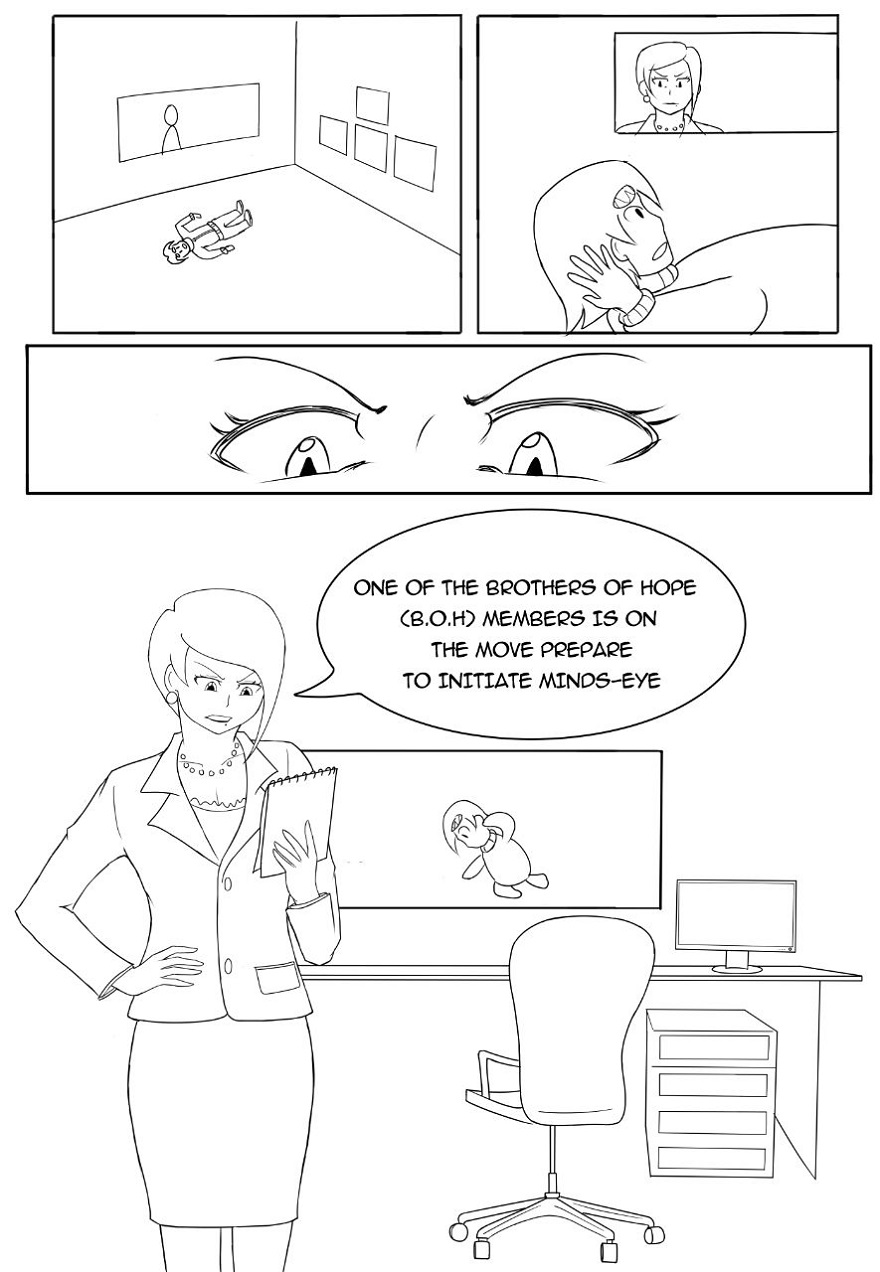 ONE OF THE BROTHERS OF HOPE
(B.O.H) MEMBERS IS ON
THE MOVE PREPARE
TO INITIATE MINDS-EYE